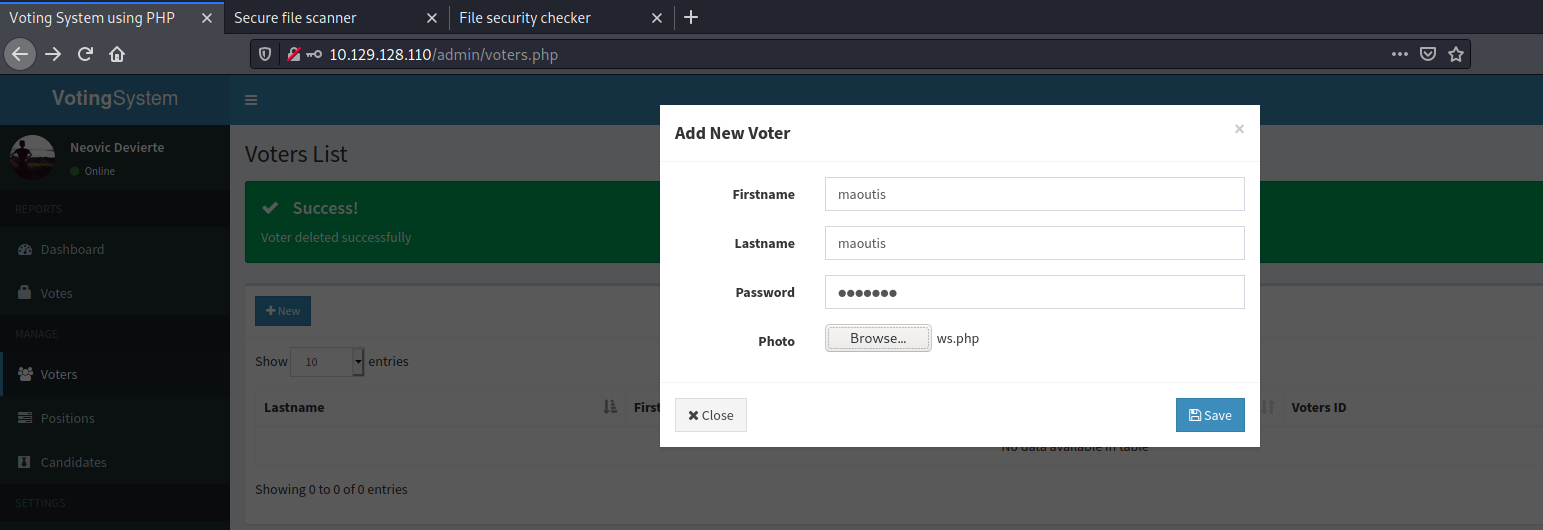 Voting System using PHP
Secure file scanner
File security checker
10.129.128.110/admin/voters.php
VotingSystem
Neovic Devierte
Online
REPORTS
Dashboard
Votes
MANAGE
Voters
Positions
Candidates
SETTINGS
Voters List
Success!
Voter deleted successfully
New
Show 10 entries
Lastname
First
Voters ID
No data available in table
Showing 0 to 0 of 0 entries
Add New Voter
×
Firstname maoutis
Lastname maoutis
Password ●●●●●●●
Photo Browse... ws.php
Close
Save